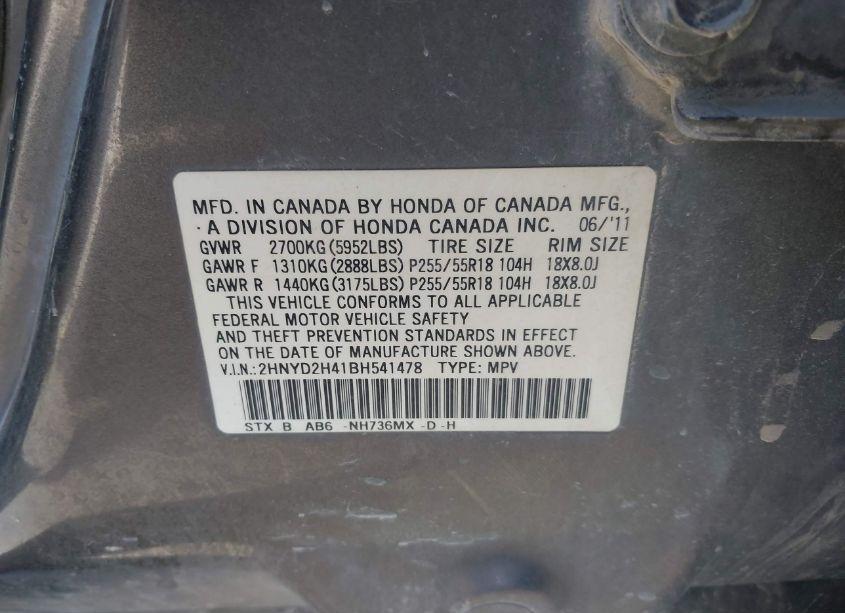 MFD. IN CANADA BY HONDA OF CANADA MFG.,
A DIVISION OF HONDA CANADA INC. 06/'11
GVWR 2700KG(5952LBS) TIRE SIZE RIM SIZE
GAWR F 1310KG(2888LBS) P255/55R18 104H 18X8.0J
GAWR R 1440KG(3175LBS) P255/55R18 104H 18X8.0J
THIS VEHICLE CONFORMS TO ALL APPLICABLE
FEDERAL MOTOR VEHICLE SAFETY
AND THEFT PREVENTION STANDARDS IN EFFECT
ON THE DATE OF MANUFACTURE SHOWN ABOVE.
V.I.N.:2HNYD2H41BH541478 TYPE: MPV
STX B AB6 -NH736MX -D -H